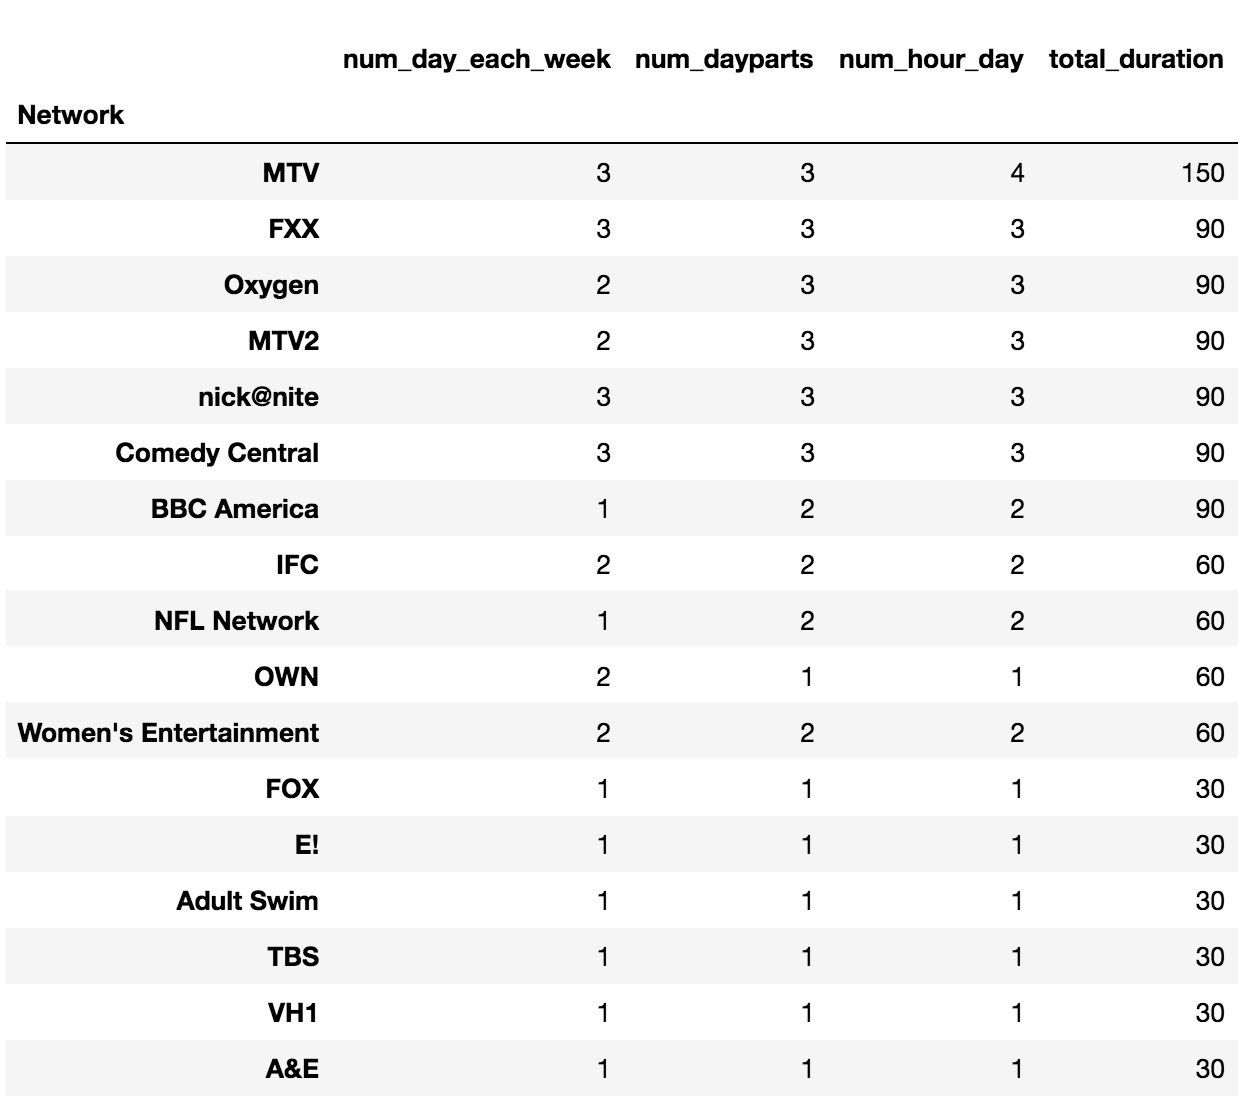 num_day_each_week num_dayparts num_hour_day total_duration
Network
MTV 3 3 4 150
FXX 3 3 3 90
Oxygen 2 3 3 90
MTV2 2 3 3 90
nick@nite 3 3 3 90
Comedy Central 3 3 3 90
BBC America 1 2 2 90
IFC 2 2 2 60
NFL Network 1 2 2 60
OWN 2 1 1 60
Women's Entertainment 2 2 2 60
FOX 1 1 1 30
E! 1 1 1 30
Adult Swim 1 1 1 30
TBS 1 1 1 30
VH1 1 1 1 30
A&E 1 1 1 30